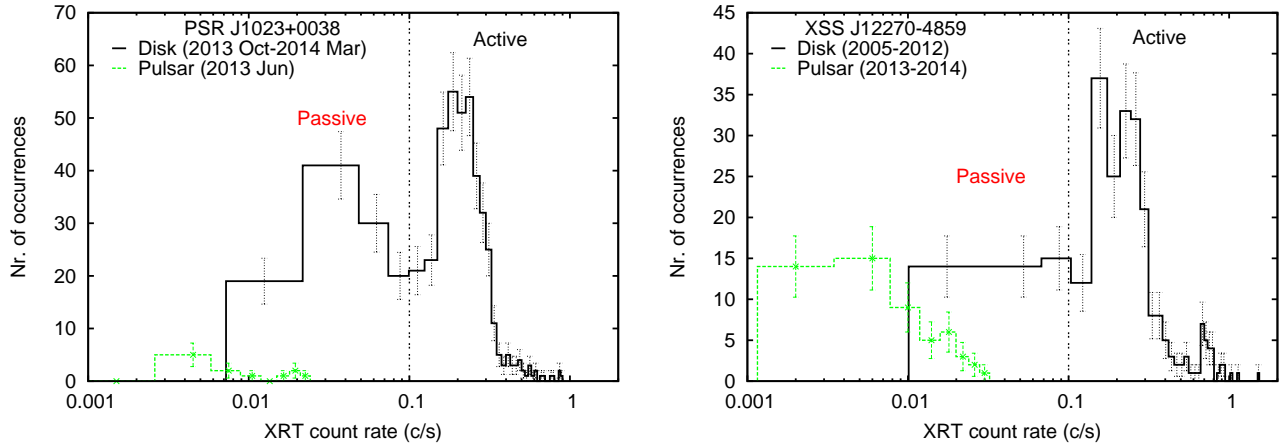 PSR J1023+0038
Disk (2013 Oct-2014 Mar)
Pulsar (2013 Jun)
Active
Passive
Nr. of occurrences
70
60
50
40
30
20
10
0
0.001
0.01
0.1
1
XRT count rate (c/s)
XSS J12270-4859
Disk (2005-2012)
Pulsar (2013-2014)
Active
Passive
Nr. of occurrences
45
40
35
30
25
20
15
10
5
0
0.001
0.01
0.1
1
XRT count rate (c/s)